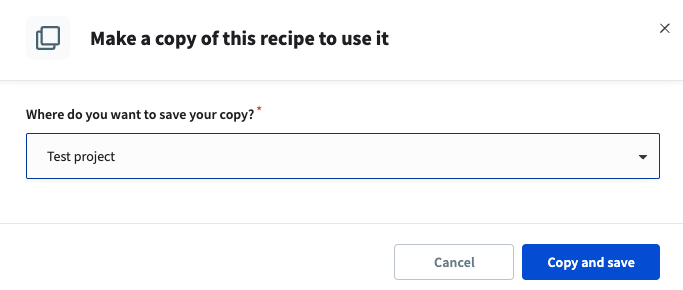 Make a copy of this recipe to use it
Where do you want to save your copy? *
Test project
Cancel
Copy and save